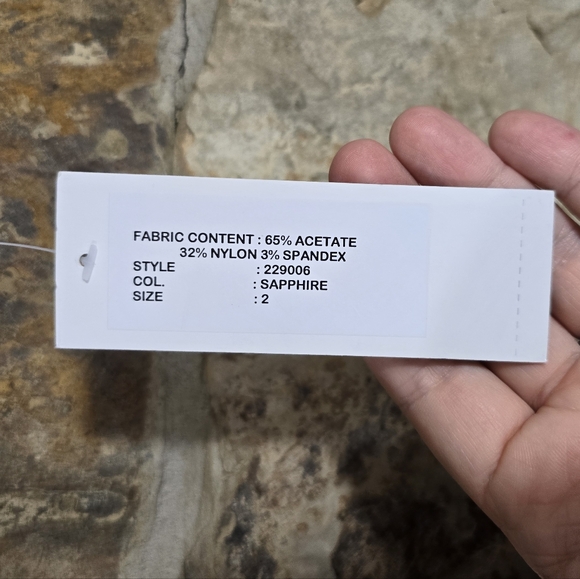 FABRIC CONTENT : 65% ACETATE
32% NYLON 3% SPANDEX
STYLE : 229006
COL. : SAPPHIRE
SIZE : 2